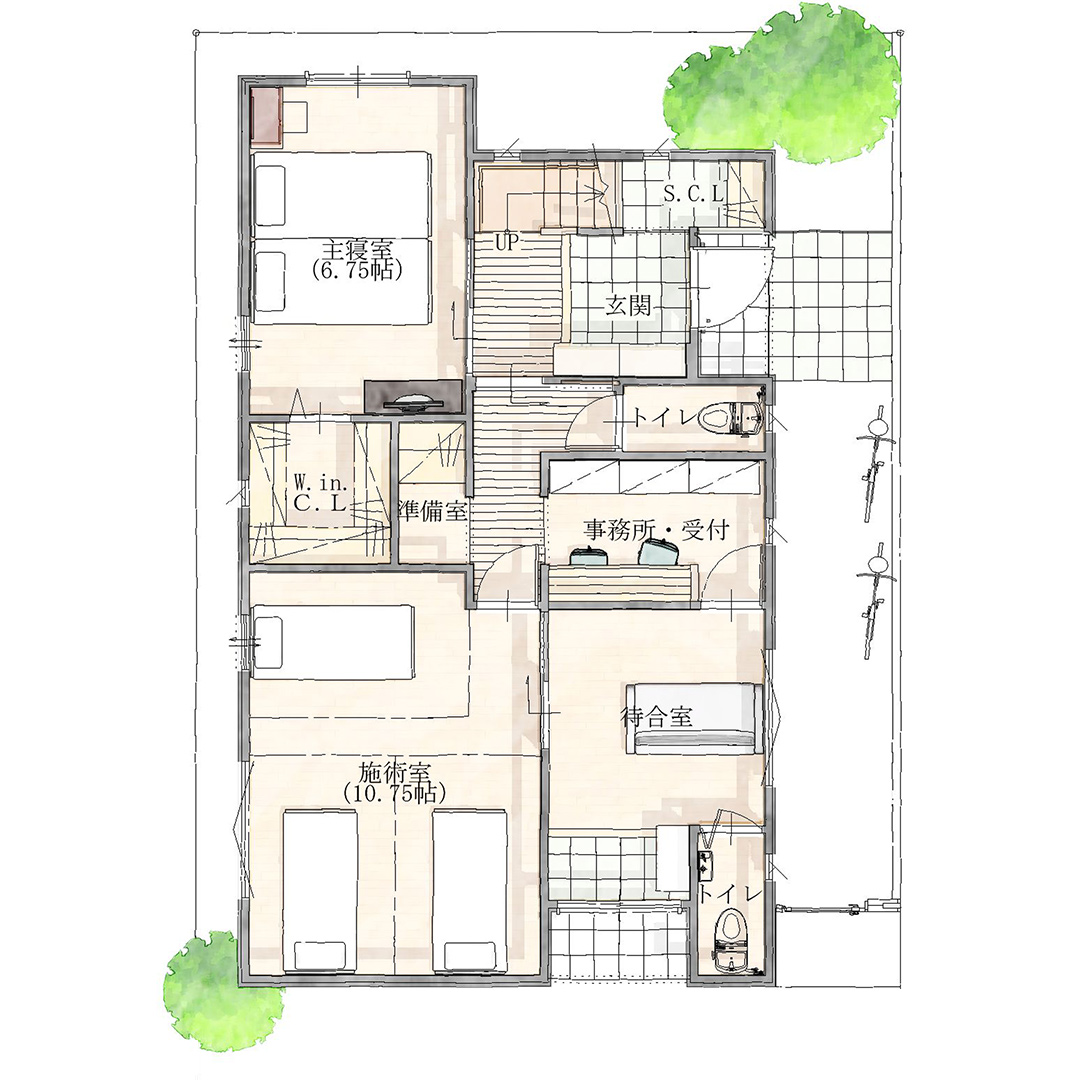 S.C.L
UP
主寝室
(6.75帖)
玄関
トイレ
W.in.
C.L
準備室
事務所・受付
待合室
施術室
(10.75帖)
トイレ